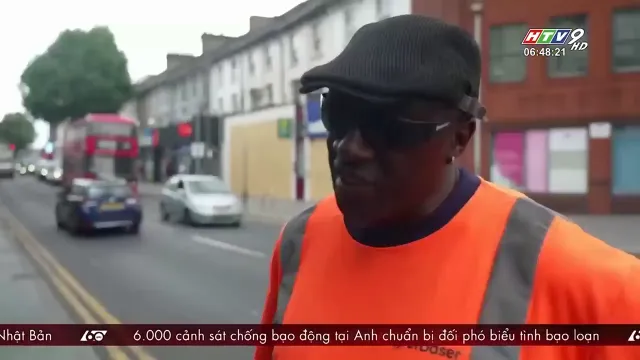 HTV9 HD
06:48:21
Nhật Bản 60 6.000 cảnh sát chống bạo động tại Anh chuẩn bị đối phó biểu tình bạo loạn